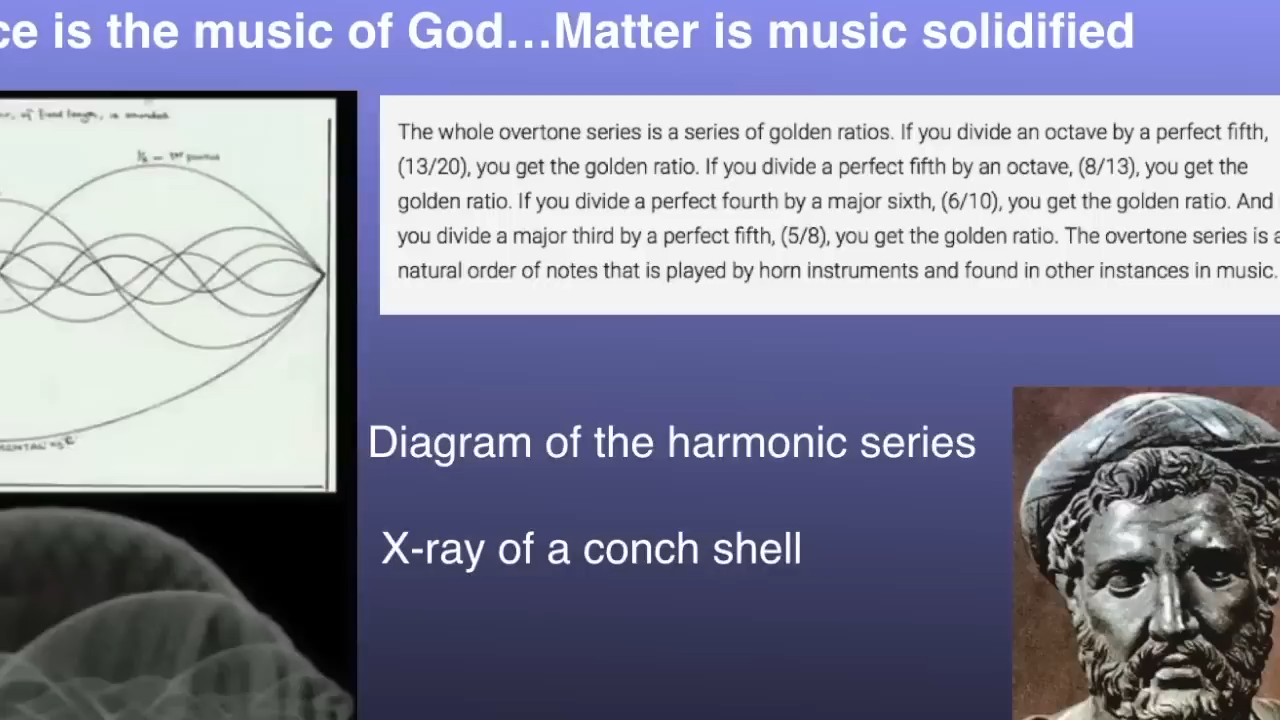 ce is the music of God...Matter is music solidified
The whole overtone series is a series of golden ratios. If you divide an octave by a perfect fifth,
(13/20), you get the golden ratio. If you divide a perfect fifth by an octave, (8/13), you get the
golden ratio. If you divide a perfect fourth by a major sixth, (6/10), you get the golden ratio. And
you divide a major third by a perfect fifth, (5/8), you get the golden ratio. The overtone series is a
natural order of notes that is played by horn instruments and found in other instances in music.
of fixed length, is sounded
Diagram of the harmonic series
X-ray of a conch shell